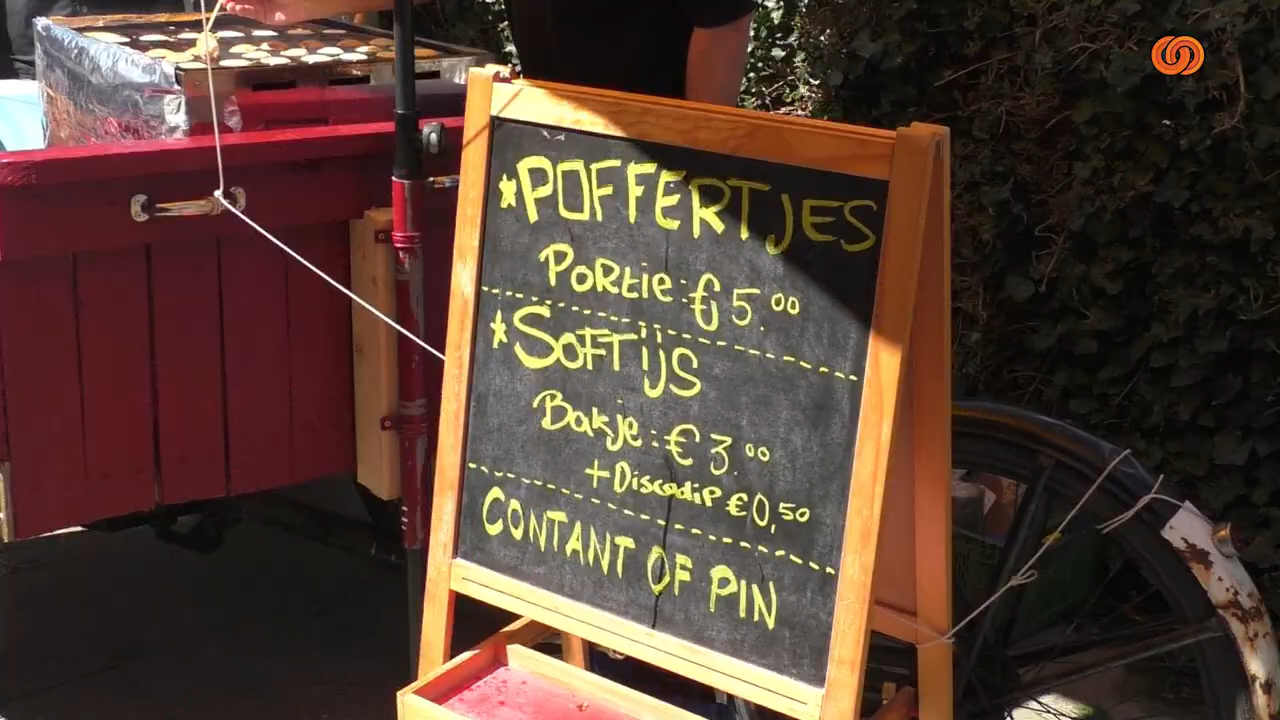 *POFFERTJES
PORtie: € 5.00
*SOFTIJS
Bakje: € 3.00
+Discodip € 0,50
CONTANT OF PIN